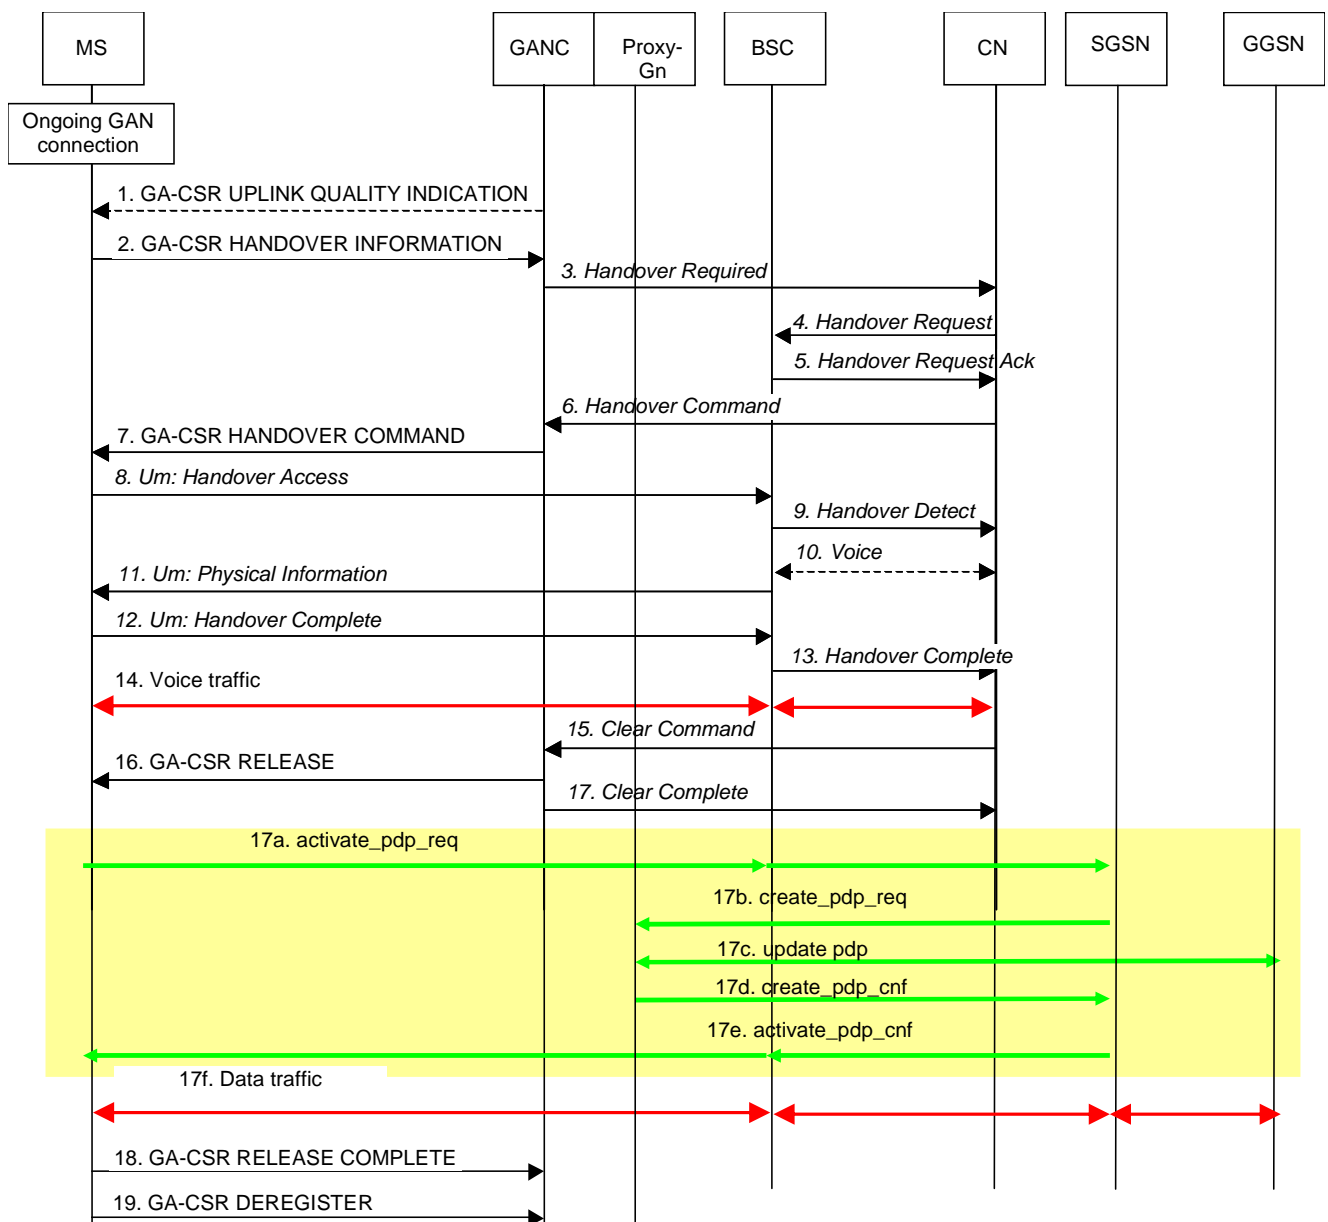 MS
GANC
Proxy-
Gn
BSC
CN
SGSN
GGSN
Ongoing GAN
connection
1. GA-CSR UPLINK QUALITY INDICATION
2. GA-CSR HANDOVER INFORMATION
3. Handover Required
4. Handover Request
5. Handover Request Ack
6. Handover Command
7. GA-CSR HANDOVER COMMAND
8. Um: Handover Access
9. Handover Detect
10. Voice
11. Um: Physical Information
12. Um: Handover Complete
13. Handover Complete
14. Voice traffic
15. Clear Command
16. GA-CSR RELEASE
17. Clear Complete
17a. activate_pdp_req
17b. create_pdp_req
17c. update pdp
17d. create_pdp_cnf
17e. activate_pdp_cnf
17f. Data traffic
18. GA-CSR RELEASE COMPLETE
19. GA-CSR DEREGISTER